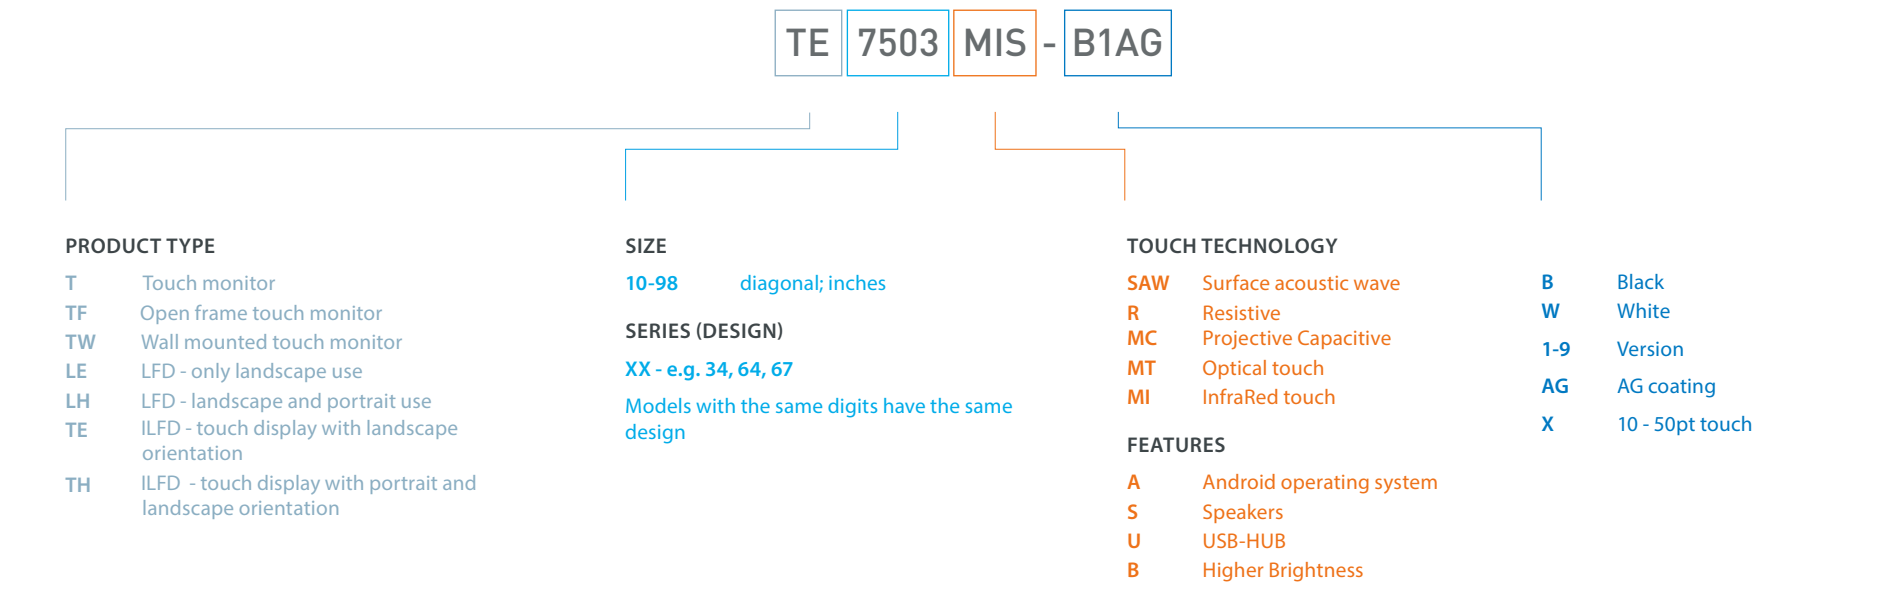 TE 7503 MIS - B1AG
PRODUCT TYPE
T Touch monitor
TF Open frame touch monitor
TW Wall mounted touch monitor
LE LFD - only landscape use
LH LFD - landscape and portrait use
TE ILFD - touch display with landscape
orientation
TH ILFD - touch display with portrait and
landscape orientation
SIZE
10-98 diagonal; inches
SERIES (DESIGN)
XX - e.g. 34, 64, 67
Models with the same digits have the same
design
TOUCH TECHNOLOGY
SAW Surface acoustic wave
R Resistive
MC Projective Capacitive
MT Optical touch
MI InfraRed touch
FEATURES
A Android operating system
S Speakers
U USB-HUB
B Higher Brightness
B Black
W White
1-9 Version
AG AG coating
X 10 - 50pt touch